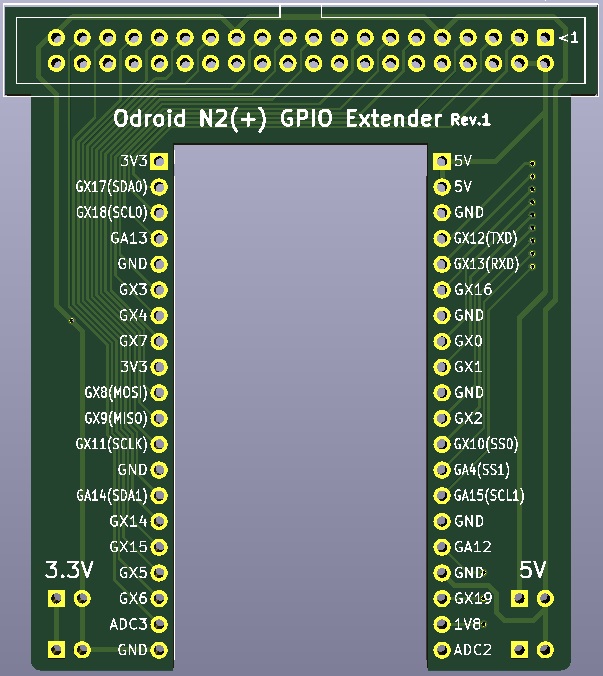 <1
Odroid N2(+) GPIO Extender Rev.1
3V3 5V
GX17(SDA0) 5V
GX18(SCL0) GND
GA13 GX12(TXD)
GND GX13(RXD)
GX3 GX16
GX4 GND
GX7 GX0
3V3 GX1
GX8(MOSI) GND
GX9(MISO) GX2
GX11(SCLK) GX10(SS0)
GND GA4(SS1)
GA14(SDA1) GA15(SCL1)
GX14 GND
GX15 GA12
3.3V 5V
GX5 GND
GX6 GX19
ADC3 1V8
GND ADC2